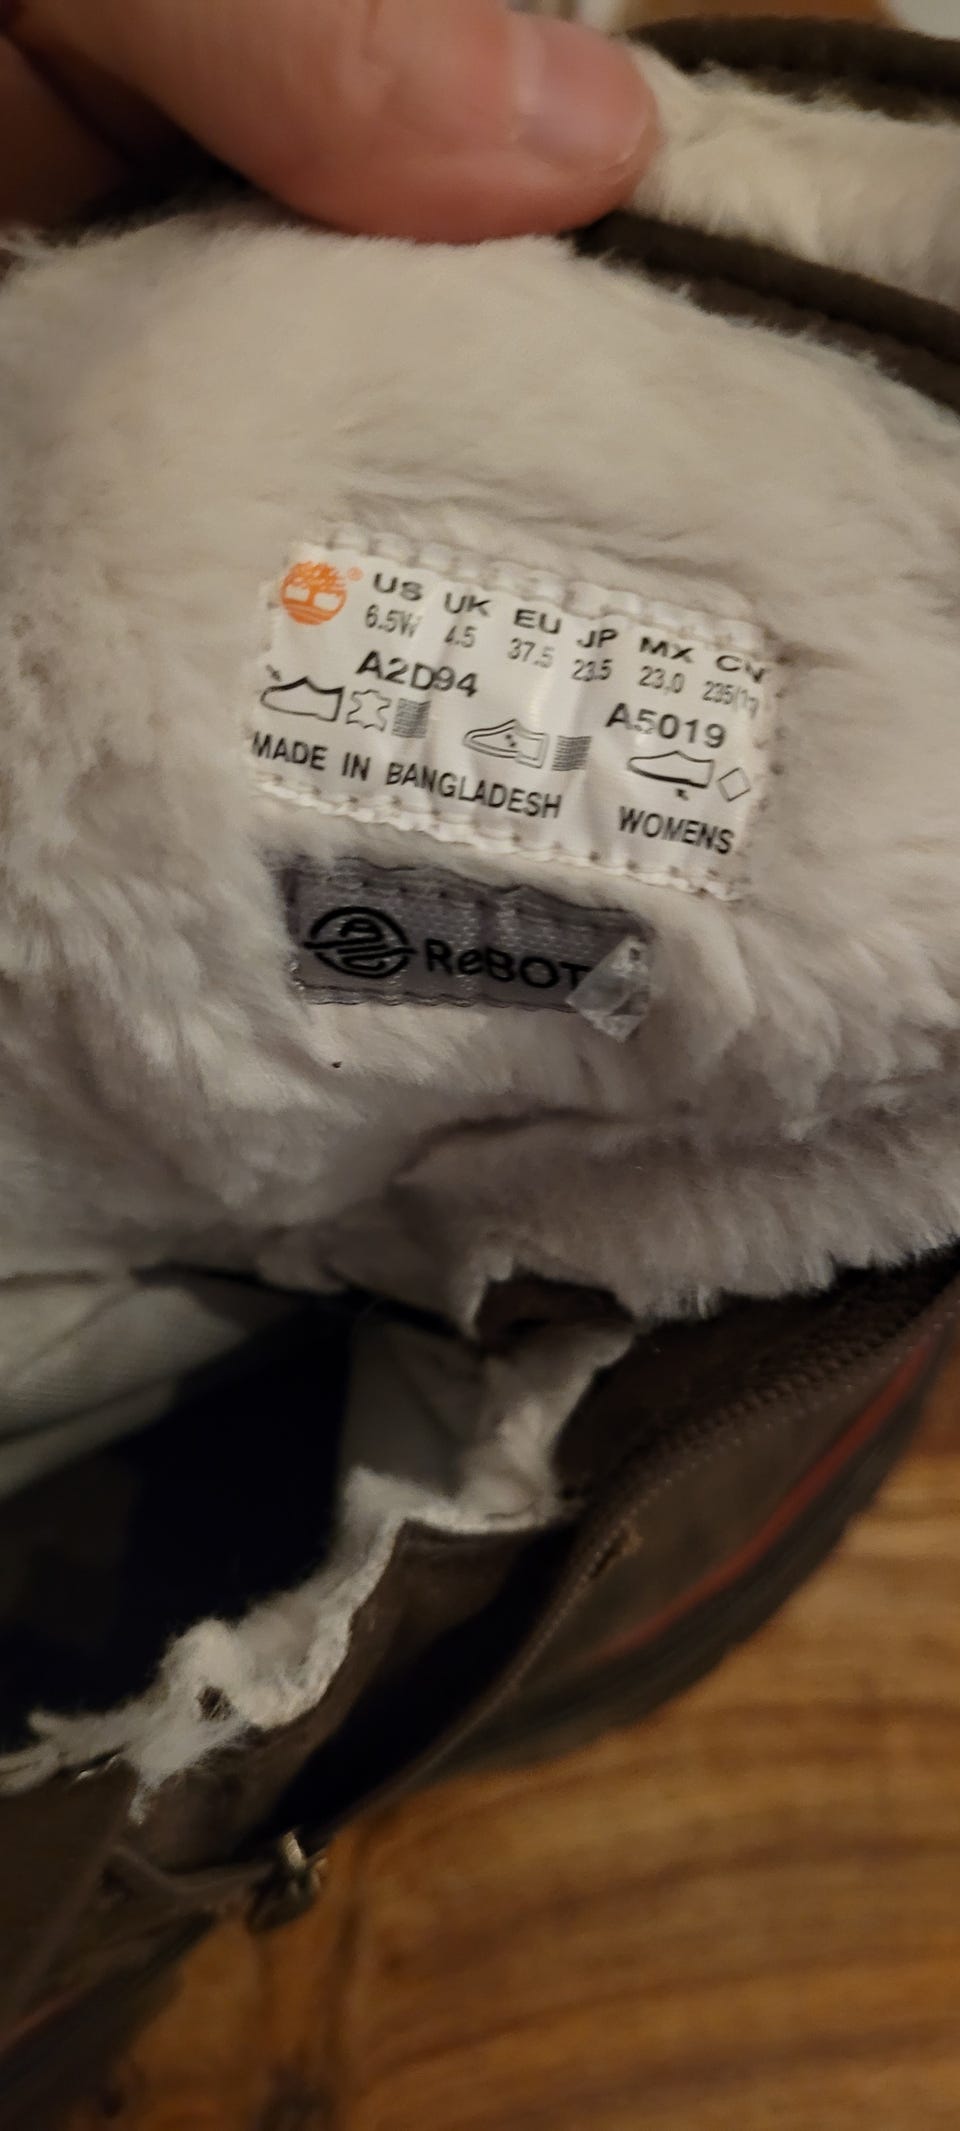 ® US UK EU JP MX CN
6.5W 4.5 37.5 23.5 23,0
A2D94 A5019
MADE IN BANGLADESH WOMENS
ReBOT